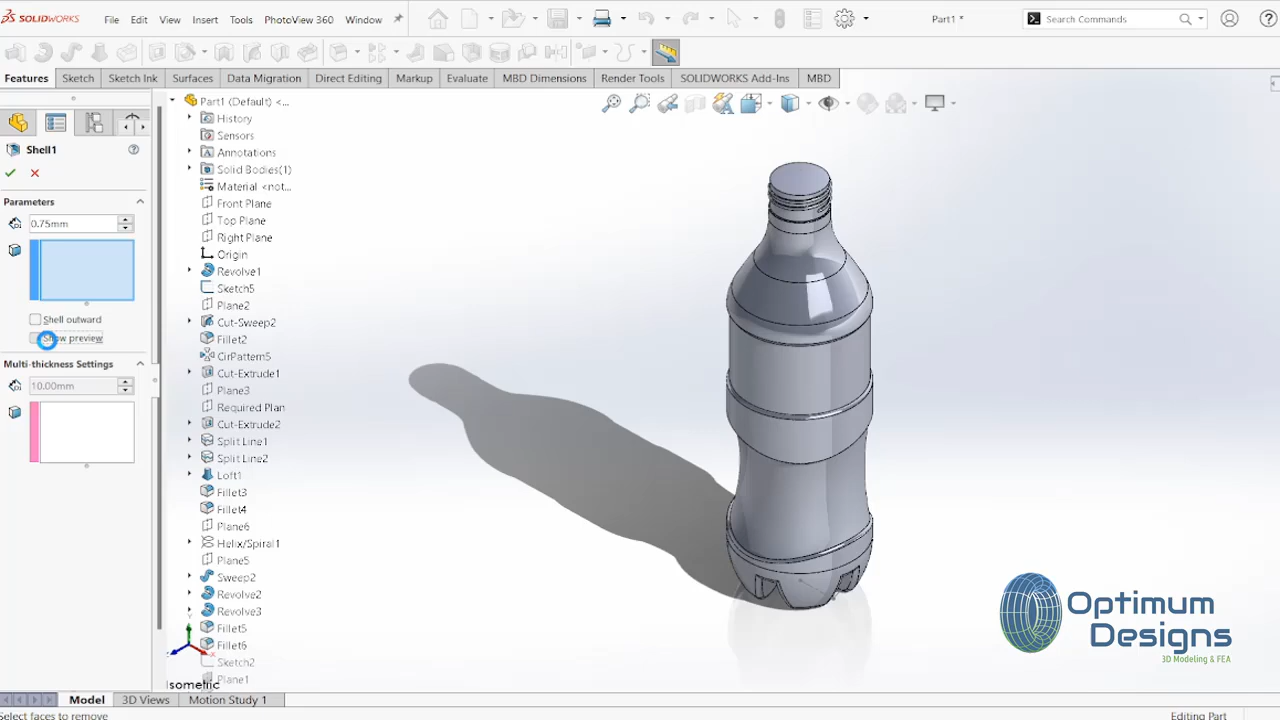 SOLIDWORKS File Edit View Insert Tools PhotoView 360 Window Part1 * Search Commands
Features Sketch Sketch Ink Surfaces Data Migration Direct Editing Markup Evaluate MBD Dimensions Render Tools SOLIDWORKS Add-Ins MBD
Part1 (Default) <...
History
Sensors
Annotations
Solid Bodies(1)
Material <not...
Front Plane
Top Plane
Right Plane
Origin
Revolve1
Sketch5
Plane2
Cut-Sweep2
Fillet2
CirPattern5
Cut-Extrude1
Plane3
Required Plan
Cut-Extrude2
Split Line1
Split Line2
Loft1
Fillet3
Fillet4
Plane6
Helix/Spiral1
Plane5
Sweep2
Revolve2
Revolve3
Fillet5
Fillet6
Sketch2
Plane1
Shell1
Parameters
0.75mm
Shell outward
Show preview
Multi-thickness Settings
10.00mm
Isometric
Optimum
Designs
3D Modeling & FEA
Model 3D Views Motion Study 1
Select faces to remove Editing Part